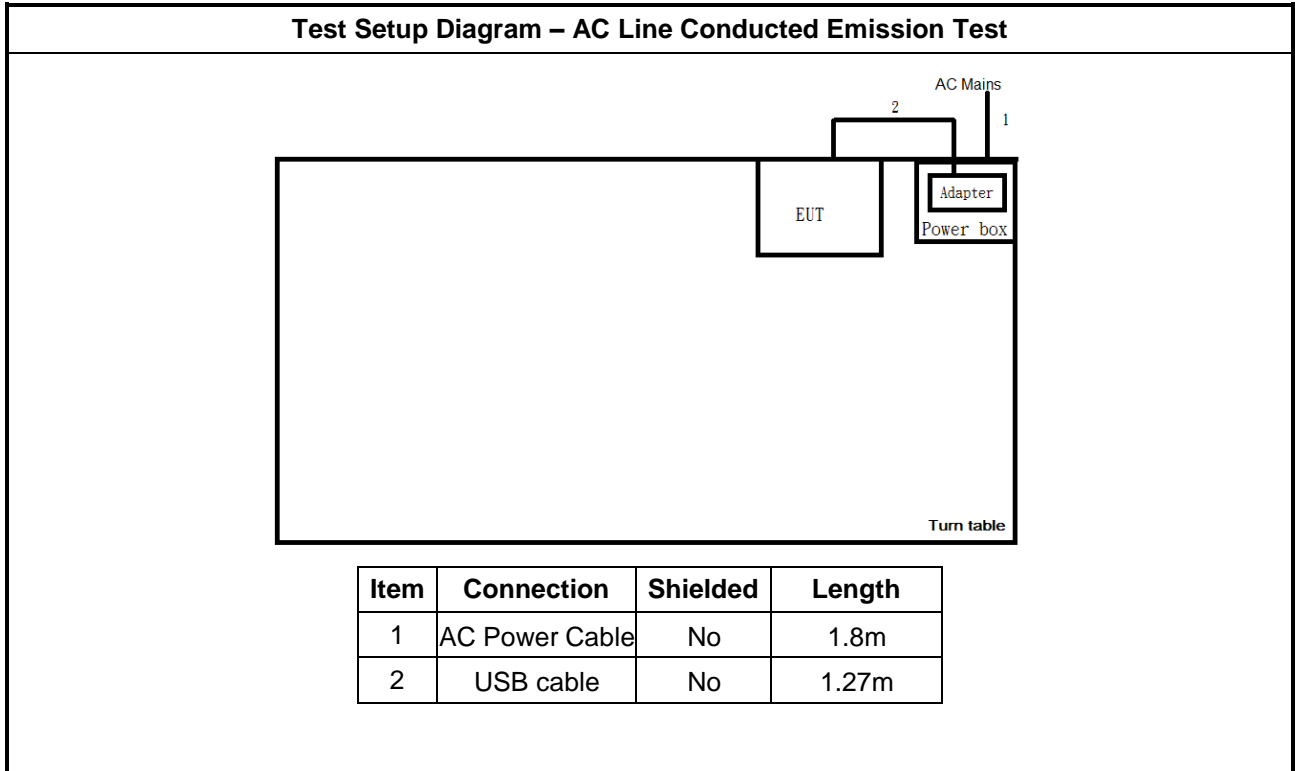 Test Setup Diagram – AC Line Conducted Emission Test
AC Mains
2
1
Adapter
EUT
Power box
Turn table
Item Connection Shielded Length
1 AC Power Cable No 1.8m
2 USB cable No 1.27m